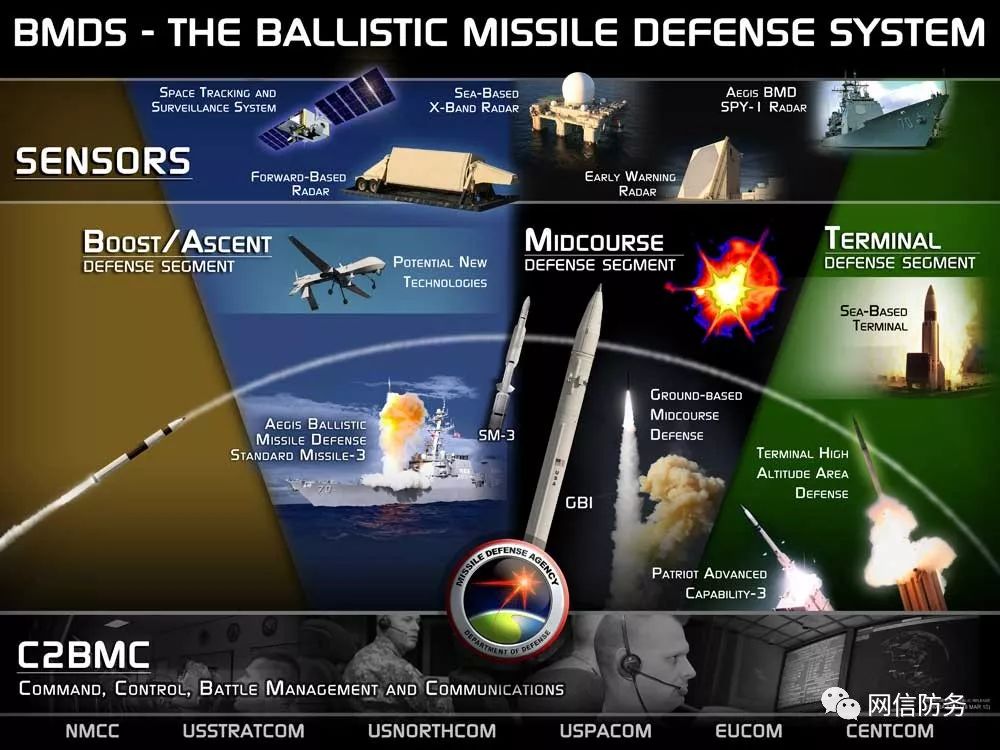 BMDS - THE BALLISTIC MISSILE DEFENSE SYSTEM
SPACE TRACKING AND
SURVEILLANCE SYSTEM
SEA-BASED
X-BAND RADAR
AEGIS BMD
SPY-1 RADAR
70
SENSORS
FORWARD-BASED
RADAR
EARLY WARNING
RADAR
BOOST/ASCENT
DEFENSE SEGMENT
POTENTIAL NEW
TECHNOLOGIES
MIDCOURSE
DEFENSE SEGMENT
TERMINAL
DEFENSE SEGMENT
SEA-BASED
TERMINAL
AEGIS BALLISTIC
MISSILE DEFENSE
STANDARD MISSILE-3
70
SM-3
USA
GBI
GROUND-BASED
MIDCOURSE
DEFENSE
TERMINAL HIGH
ALTITUDE AREA
DEFENSE
PATRIOT ADVANCED
CAPABILITY-3
MISSILE DEFENSE AGENCY
DEPARTMENT OF DEFENSE
C2BMC
COMMAND, CONTROL, BATTLE MANAGEMENT AND COMMUNICATIONS
网信防务
NMCC USSTRATCOM USNORTHCOM USPACOM EUCOM CENTCOM